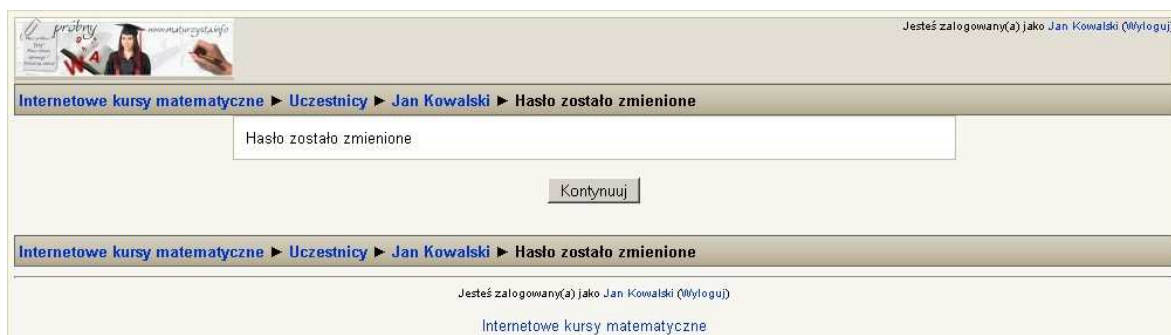 próbny
www.maturzysta.info
Jesteś zalogowany(a) jako Jan Kowalski (Wyloguj)
Internetowe kursy matematyczne ► Uczestnicy ► Jan Kowalski ► Hasło zostało zmienione
Hasło zostało zmienione
Kontynuuj
Internetowe kursy matematyczne ► Uczestnicy ► Jan Kowalski ► Hasło zostało zmienione
Jesteś zalogowany(a) jako Jan Kowalski (Wyloguj)
Internetowe kursy matematyczne